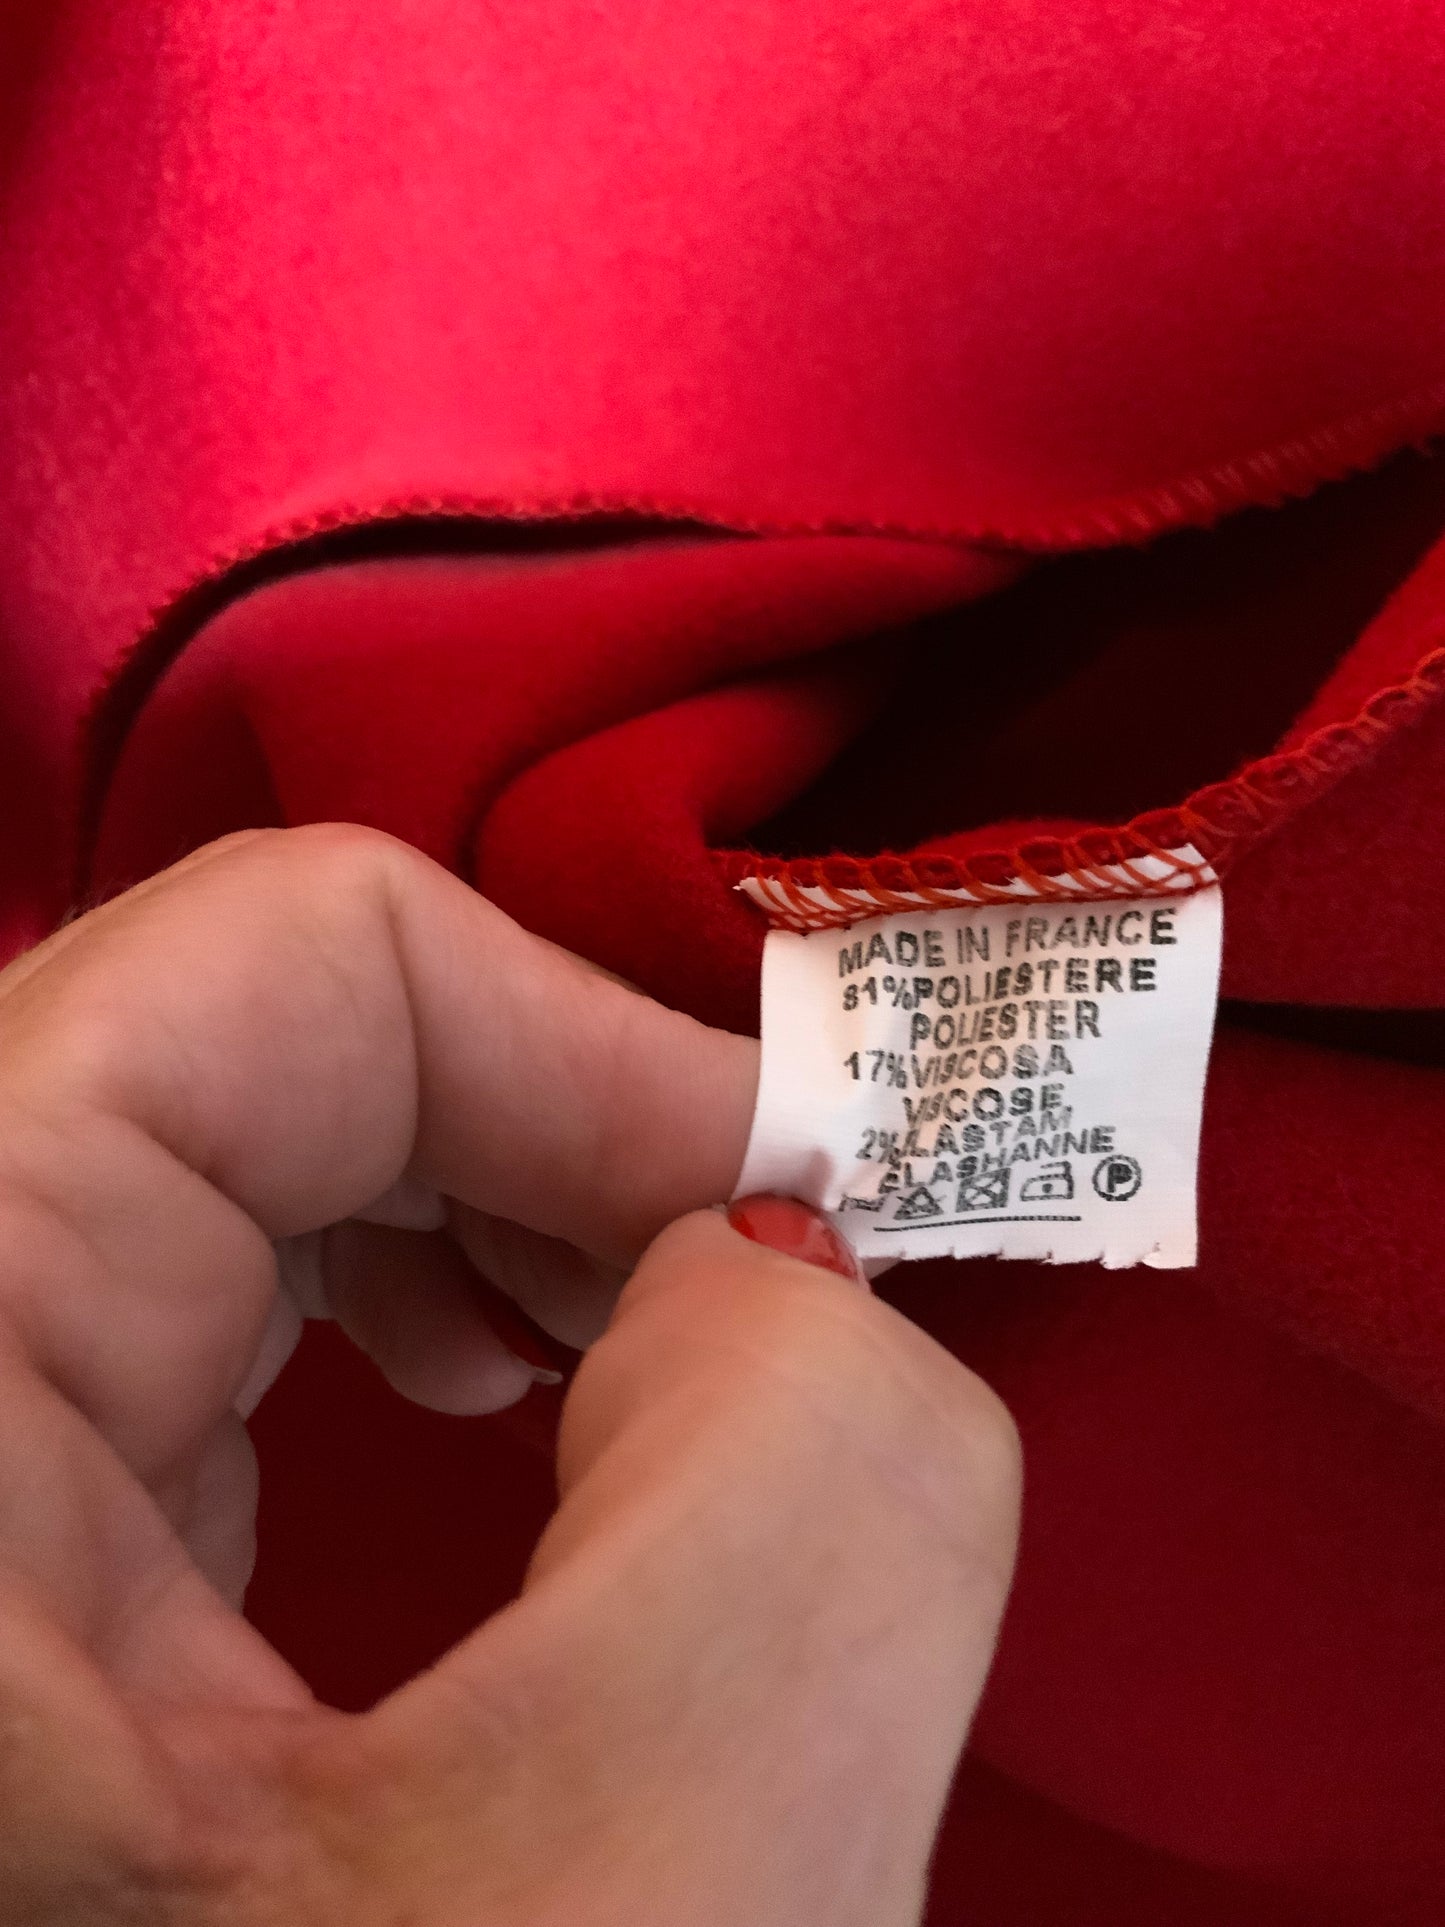 MADE IN FRANCE
81%POLIESTERE
POLIESTER
17%VISCOSA
VISCOSE
2%ELASTAM
ELASHANNE
P